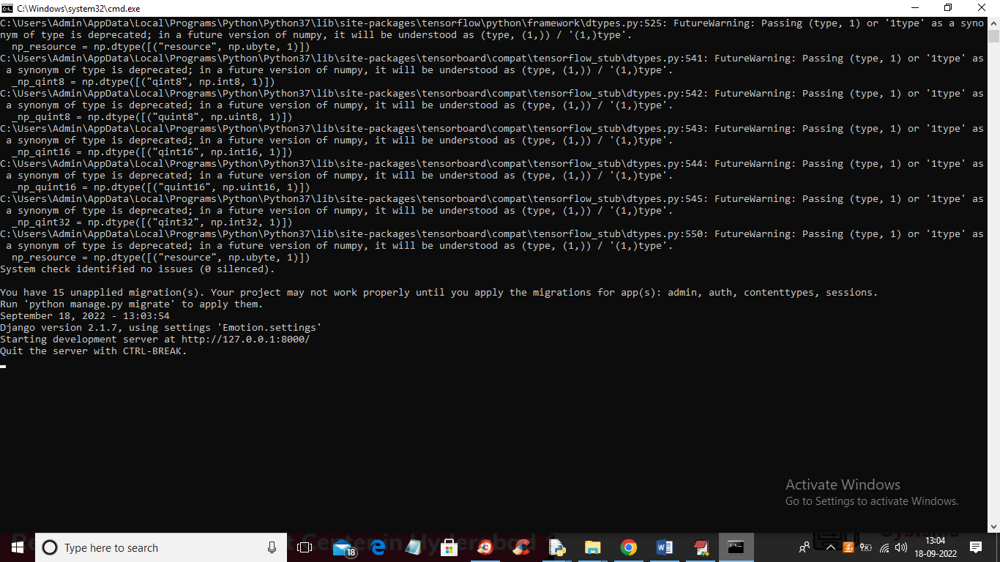 C:\Windows\system32\cmd.exe
C:\Users\Admin\AppData\Local\Programs\Python\Python37\lib\site-packages\tensorflow\python\framework\dtypes.py:525: FutureWarning: Passing (type, 1) or '1type' as a syno
nym of type is deprecated; in a future version of numpy, it will be understood as (type, (1,)) / '(1,)type'.
  np_resource = np.dtype([("resource", np.ubyte, 1)])
C:\Users\Admin\AppData\Local\Programs\Python\Python37\lib\site-packages\tensorboard\compat\tensorflow_stub\dtypes.py:541: FutureWarning: Passing (type, 1) or '1type' as
 a synonym of type is deprecated; in a future version of numpy, it will be understood as (type, (1,)) / '(1,)type'.
  _np_qint8 = np.dtype([("qint8", np.int8, 1)])
C:\Users\Admin\AppData\Local\Programs\Python\Python37\lib\site-packages\tensorboard\compat\tensorflow_stub\dtypes.py:542: FutureWarning: Passing (type, 1) or '1type' as
 a synonym of type is deprecated; in a future version of numpy, it will be understood as (type, (1,)) / '(1,)type'.
  _np_quint8 = np.dtype([("quint8", np.uint8, 1)])
C:\Users\Admin\AppData\Local\Programs\Python\Python37\lib\site-packages\tensorboard\compat\tensorflow_stub\dtypes.py:543: FutureWarning: Passing (type, 1) or '1type' as
 a synonym of type is deprecated; in a future version of numpy, it will be understood as (type, (1,)) / '(1,)type'.
  _np_qint16 = np.dtype([("qint16", np.int16, 1)])
C:\Users\Admin\AppData\Local\Programs\Python\Python37\lib\site-packages\tensorboard\compat\tensorflow_stub\dtypes.py:544: FutureWarning: Passing (type, 1) or '1type' as
 a synonym of type is deprecated; in a future version of numpy, it will be understood as (type, (1,)) / '(1,)type'.
  _np_quint16 = np.dtype([("quint16", np.uint16, 1)])
C:\Users\Admin\AppData\Local\Programs\Python\Python37\lib\site-packages\tensorboard\compat\tensorflow_stub\dtypes.py:545: FutureWarning: Passing (type, 1) or '1type' as
 a synonym of type is deprecated; in a future version of numpy, it will be understood as (type, (1,)) / '(1,)type'.
  _np_qint32 = np.dtype([("qint32", np.int32, 1)])
C:\Users\Admin\AppData\Local\Programs\Python\Python37\lib\site-packages\tensorboard\compat\tensorflow_stub\dtypes.py:550: FutureWarning: Passing (type, 1) or '1type' as
 a synonym of type is deprecated; in a future version of numpy, it will be understood as (type, (1,)) / '(1,)type'.
  np_resource = np.dtype([("resource", np.ubyte, 1)])
System check identified no issues (0 silenced).
You have 15 unapplied migration(s). Your project may not work properly until you apply the migrations for app(s): admin, auth, contenttypes, sessions.
Run 'python manage.py migrate' to apply them.
September 18, 2022 - 13:03:54
Django version 2.1.7, using settings 'Emotion.settings'
Starting development server at http://127.0.0.1:8000/
Quit the server with CTRL-BREAK.
Activate Windows
Go to Settings to activate Windows.
Type here to search
18
13:04
18-09-2022